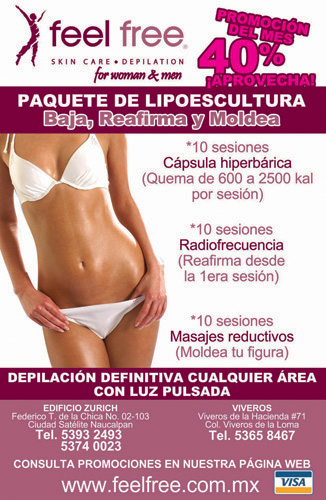 feel free®
SKIN CARE • DEPILATION
for woman & men
PROMOCIÓN
DEL MES
40%
¡APROVECHA!
PAQUETE DE LIPOESCULTURA
Baja, Reafirma y Moldea
*10 sesiones
Cápsula hiperbárica
(Quema de 600 a 2500 kal
por sesión)
*10 sesiones
Radiofrecuencia
(Reafirma desde
la 1era sesión)
*10 sesiones
Masajes reductivos
(Moldea tu figura)
DEPILACIÓN DEFINITIVA CUALQUIER ÁREA
CON LUZ PULSADA
EDIFICIO ZURICH
Federico T. de la Chica No. 02-103
Ciudad Satélite Naucalpan
Tel. 5393 2493
5374 0023
VIVEROS
Viveros de la Hacienda #71
Col. Viveros de la Loma
Tel. 5365 8467
CONSULTA PROMOCIONES EN NUESTRA PÁGINA WEB
www.feelfree.com.mx
VISA